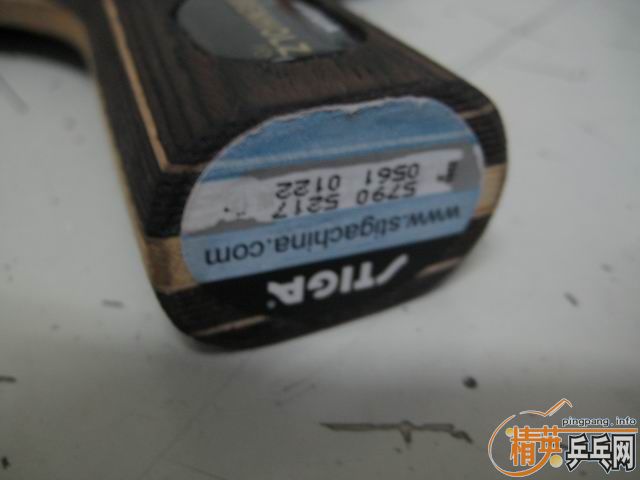 STIGA
www.stigachina.com
5790 5217
0561 0122
pingpang.info
精英乒乓网